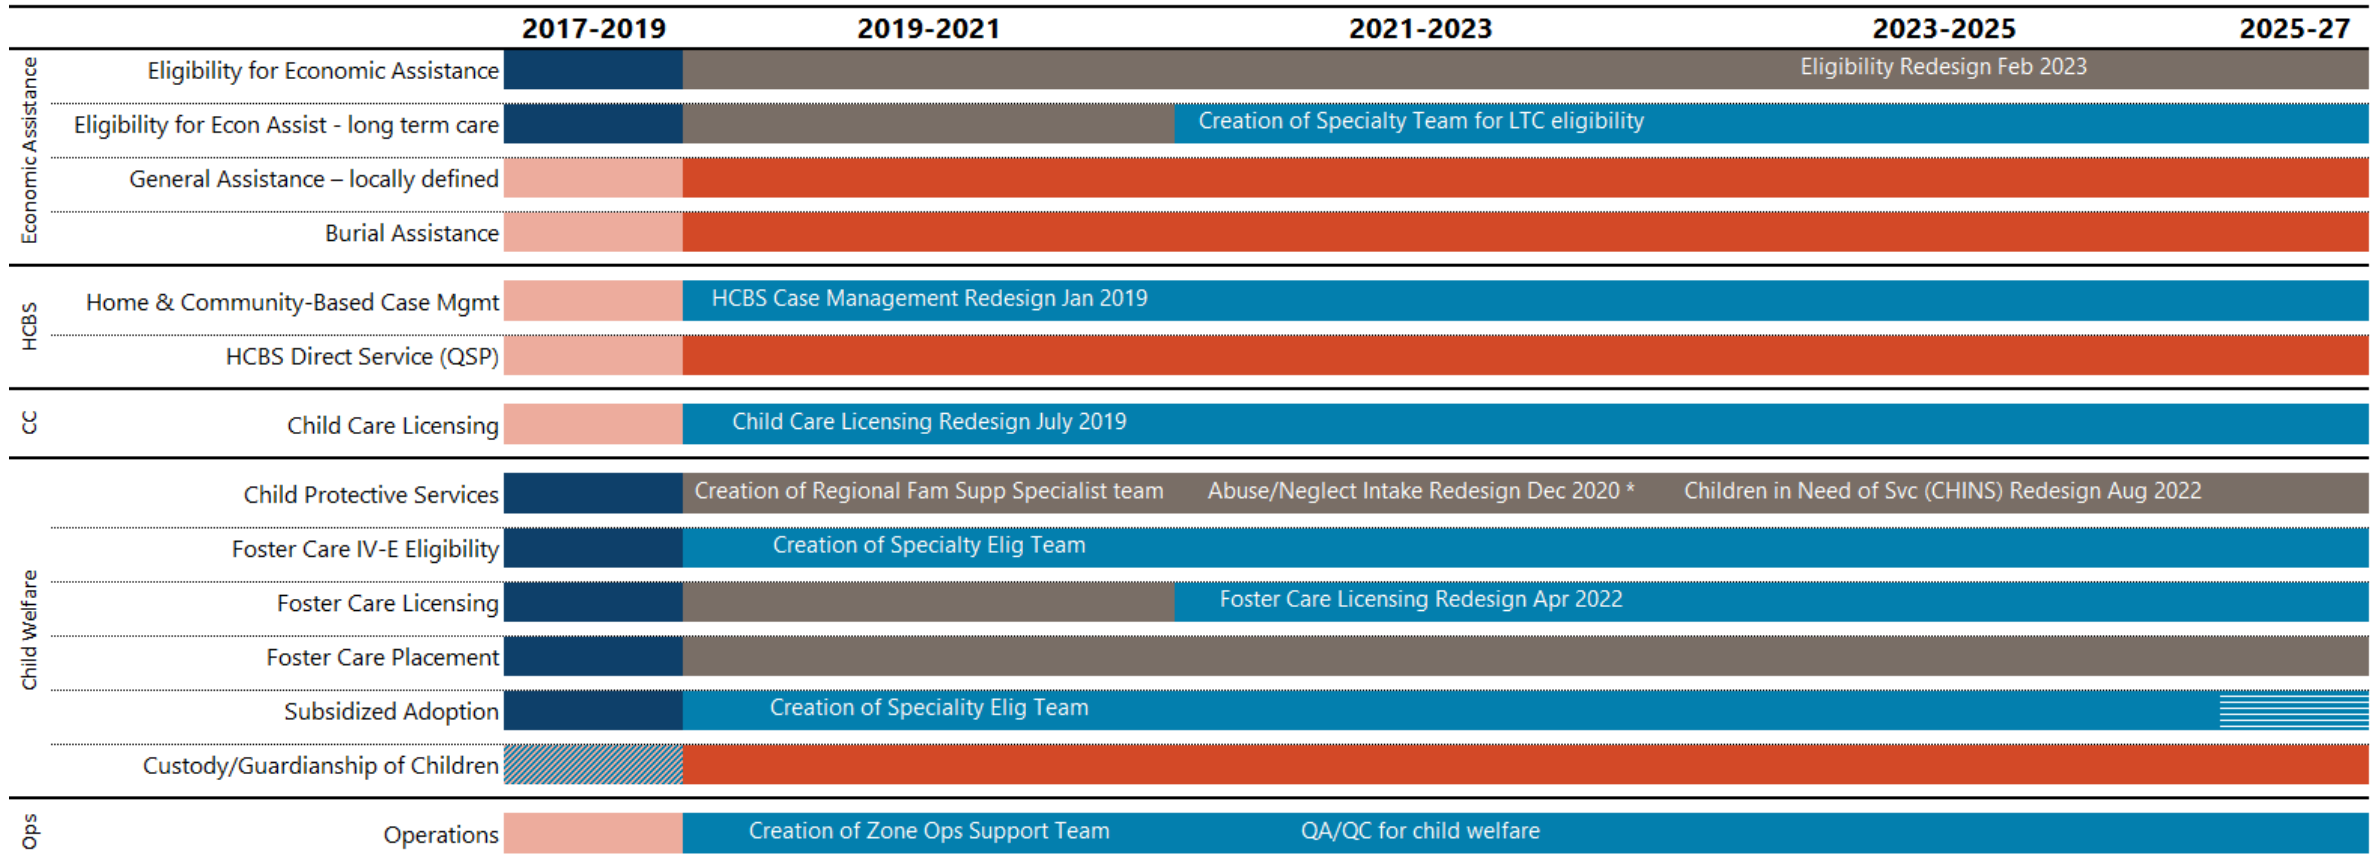 2017-2019 2019-2021 2021-2023 2023-2025 2025-27
Economic Assistance
Eligibility for Economic Assistance Eligibility Redesign Feb 2023
Eligibility for Econ Assist - long term care Creation of Specialty Team for LTC eligibility
General Assistance – locally defined
Burial Assistance
HCBS
Home & Community-Based Case Mgmt HCBS Case Management Redesign Jan 2019
HCBS Direct Service (QSP)
CC
Child Care Licensing Child Care Licensing Redesign July 2019
Child Welfare
Child Protective Services Creation of Regional Fam Supp Specialist team Abuse/Neglect Intake Redesign Dec 2020 * Children in Need of Svc (CHINS) Redesign Aug 2022
Foster Care IV-E Eligibility Creation of Specialty Elig Team
Foster Care Licensing Foster Care Licensing Redesign Apr 2022
Foster Care Placement
Subsidized Adoption Creation of Speciality Elig Team
Custody/Guardianship of Children
Ops
Operations Creation of Zone Ops Support Team QA/QC for child welfare